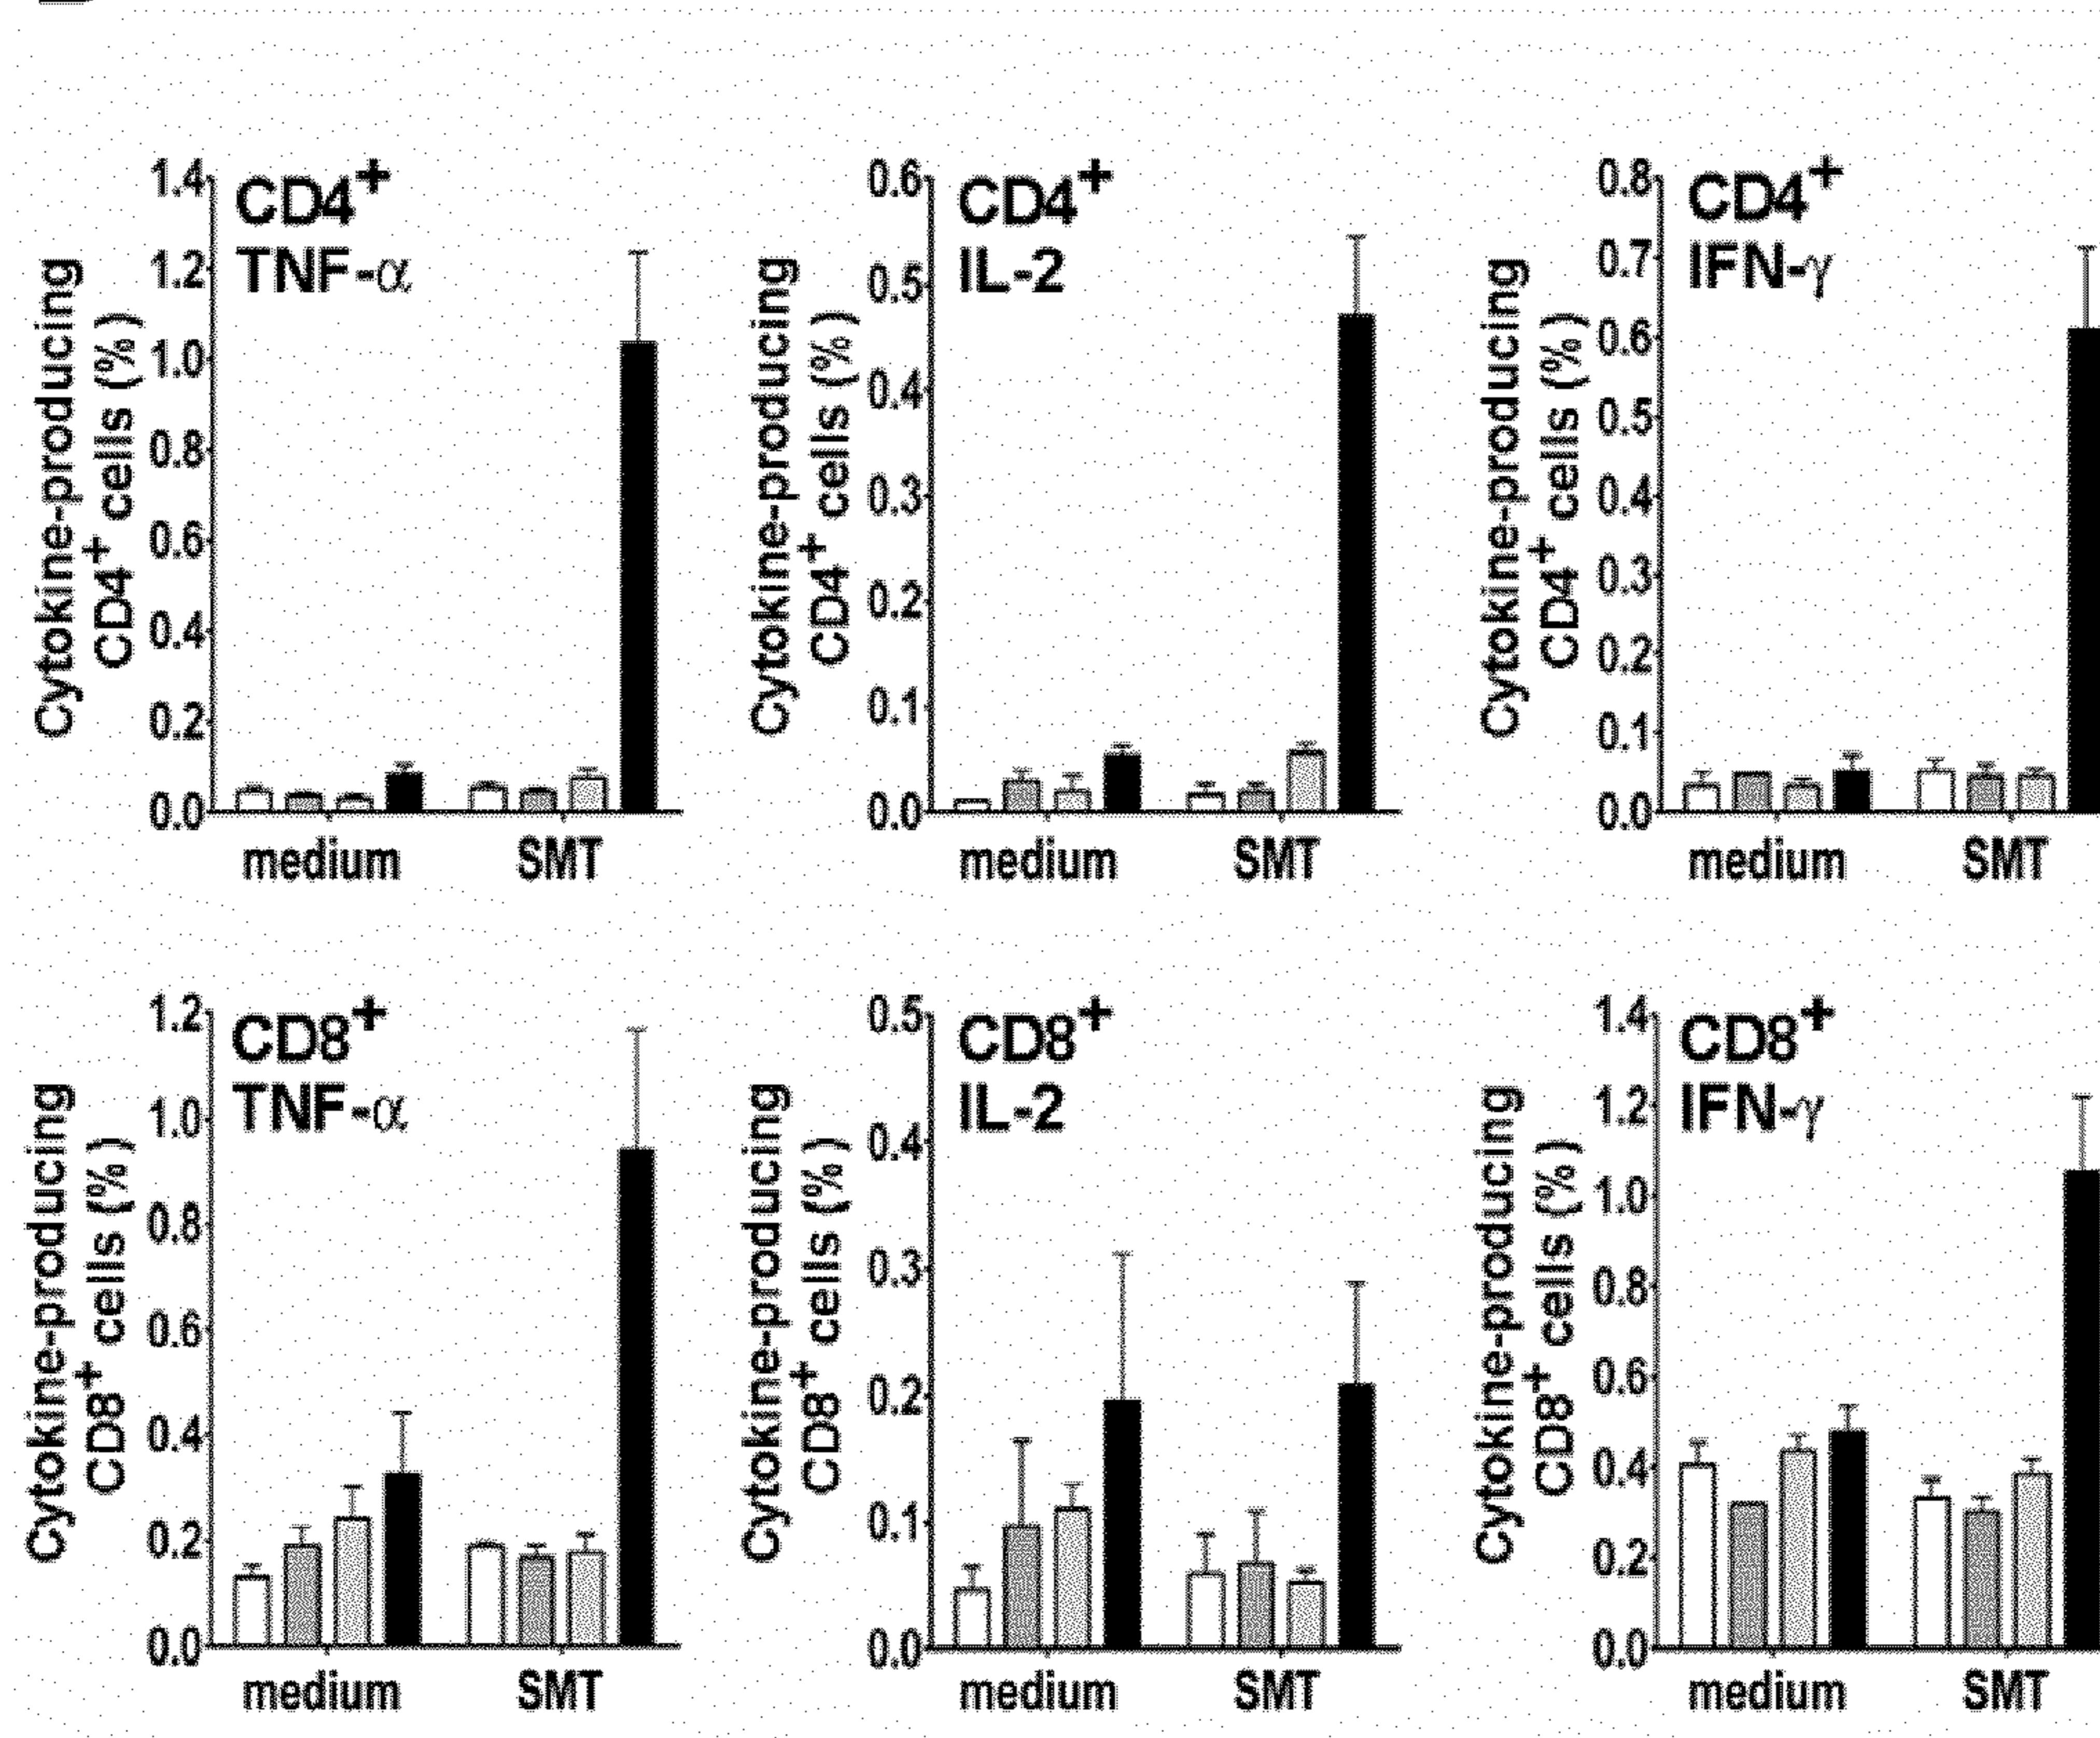 CD4+
TNF-α
Cytokine-producing
CD4+ cells (%)
1.4
1.2
1.0
0.8
0.6
0.4
0.2
0.0
medium SMT
CD4+
IL-2
Cytokine-producing
CD4+ cells (%)
0.6
0.5
0.4
0.3
0.2
0.1
0.0
medium SMT
CD4+
IFN-γ
Cytokine-producing
CD4+ cells (%)
0.8
0.7
0.6
0.5
0.4
0.3
0.2
0.1
0.0
medium SMT
CD8+
TNF-α
Cytokine-producing
CD8+ cells (%)
1.2
1.0
0.8
0.6
0.4
0.2
0.0
medium SMT
CD8+
IL-2
Cytokine-producing
CD8+ cells (%)
0.5
0.4
0.3
0.2
0.1
0.0
medium SMT
CD8+
IFN-γ
Cytokine-producing
CD8+ cells (%)
1.4
1.2
1.0
0.8
0.6
0.4
0.2
0.0
medium SMT